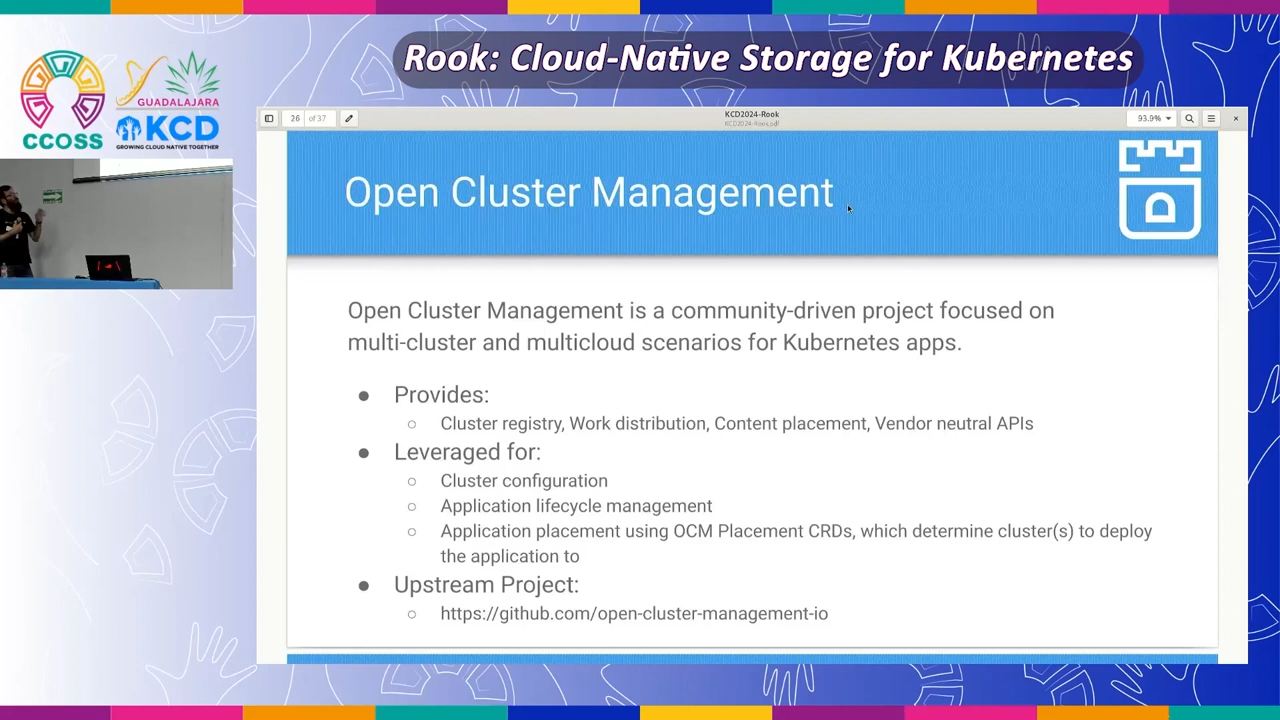 Rook: Cloud-Native Storage for Kubernetes
CCOSS
GUADALAJARA
KCD
GROWING CLOUD NATIVE TOGETHER
26 of 37
KCD2024-Rook
KCD2024-Rook.pdf
93.9%
Open Cluster Management
Open Cluster Management is a community-driven project focused on
multi-cluster and multicloud scenarios for Kubernetes apps.
● Provides:
○ Cluster registry, Work distribution, Content placement, Vendor neutral APIs
● Leveraged for:
○ Cluster configuration
○ Application lifecycle management
○ Application placement using OCM Placement CRDs, which determine cluster(s) to deploy
the application to
● Upstream Project:
○ https://github.com/open-cluster-management-io